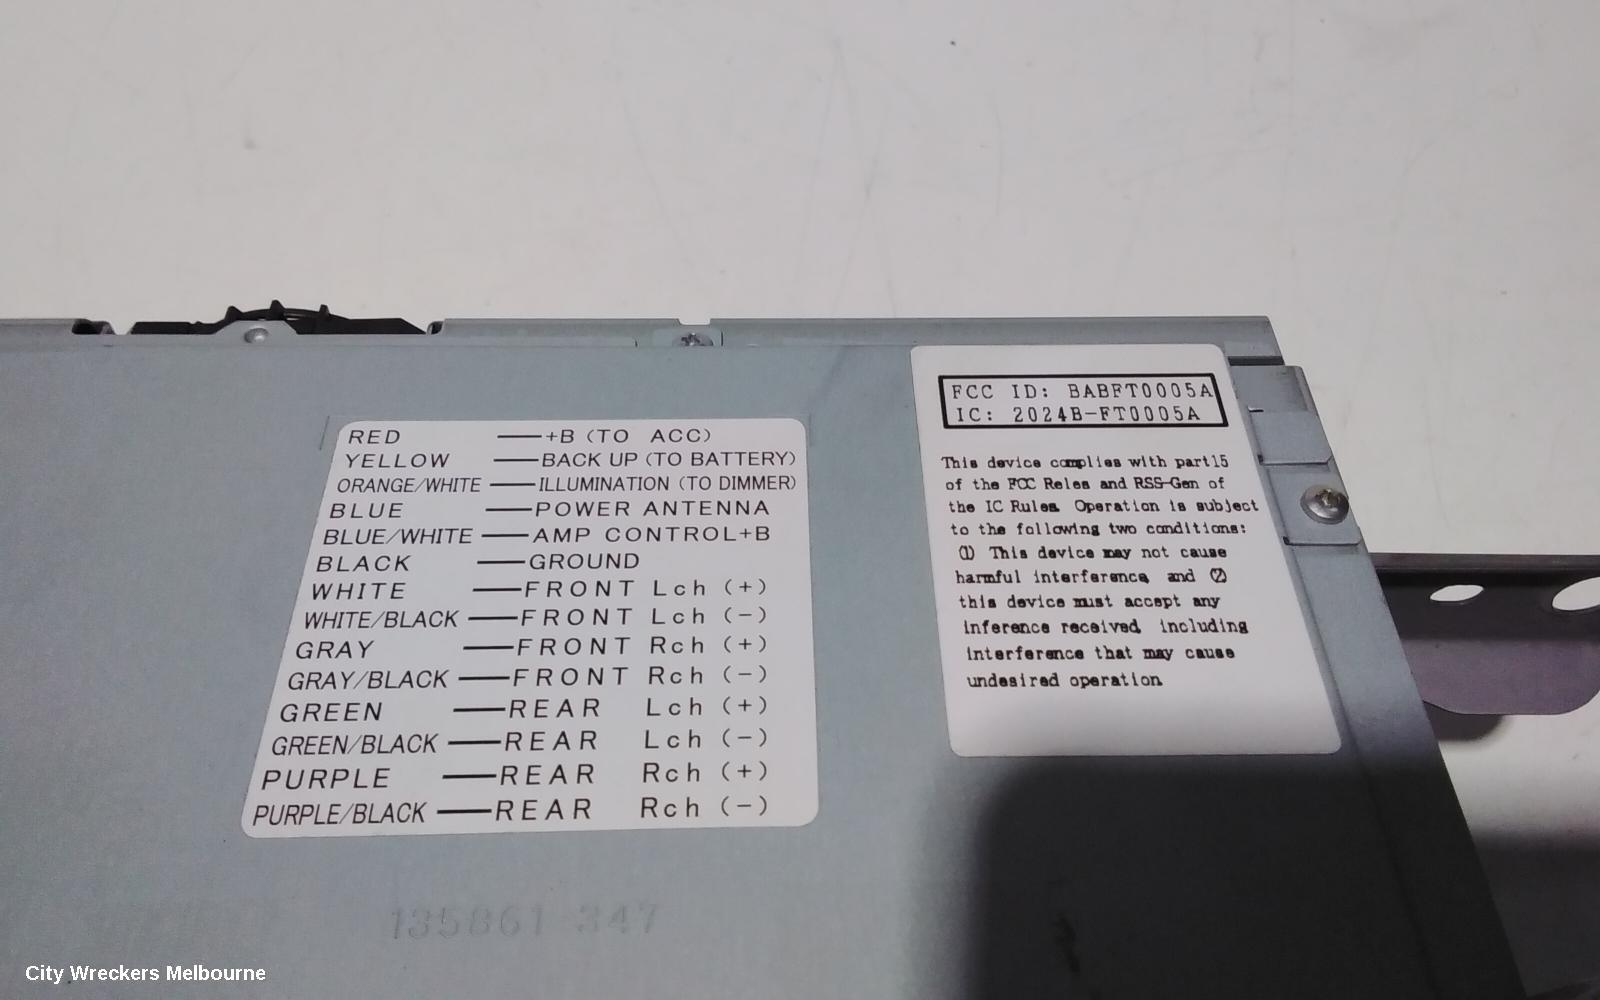 RED —— +B (TO ACC)
YELLOW —— BACK UP (TO BATTERY)
ORANGE/WHITE —— ILLUMINATION (TO DIMMER)
BLUE —— POWER ANTENNA
BLUE/WHITE —— AMP CONTROL+B
BLACK —— GROUND
WHITE —— FRONT Lch (+)
WHITE/BLACK —— FRONT Lch (-)
GRAY —— FRONT Rch (+)
GRAY/BLACK —— FRONT Rch (-)
GREEN —— REAR Lch (+)
GREEN/BLACK —— REAR Lch (-)
PURPLE —— REAR Rch (+)
PURPLE/BLACK —— REAR Rch (-)
FCC ID: BABFT0005A
IC: 2024B-FT0005A
This device complies with part15
of the FCC Reles and RSS-Gen of
the IC Rules. Operation is subject
to the following two conditions:
(1) This device may not cause
harmful interference, and (2)
this device must accept any
inference received, including
interference that may cause
undesired operation.
135861 347
City Wreckers Melbourne